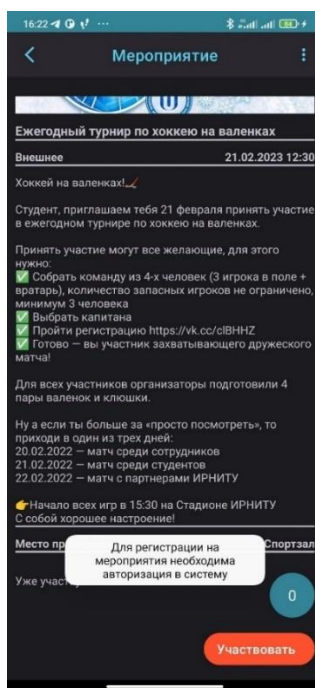 16:22
84
Мероприятие
Ежегодный турнир по хоккею на валенках
Внешнее 21.02.2023 12:30
Хоккей на валенках!🏒
Студент, приглашаем тебя 21 февраля принять участие
в ежегодном турнире по хоккею на валенках.
Принять участие могут все желающие, для этого
нужно:
✅ Собрать команду из 4-х человек (3 игрока в поле +
вратарь), количество запасных игроков не ограничено,
минимум 3 человека
✅ Выбрать капитана
✅ Пройти регистрацию https://vk.cc/clBHHZ
✅ Готово — вы участник захватывающего дружеского
матча!
Для всех участников организаторы подготовили 4
пары валенок и клюшки.
Ну а если ты больше за «просто посмотреть», то
приходи в один из трех дней:
20.02.2022 — матч среди сотрудников
21.02.2022 — матч среди студентов
22.02.2022 — матч с партнерами ИРНИТУ
👉Начало всех игр в 15:30 на Стадионе ИРНИТУ
С собой хорошее настроение!
Место Спортзал
Для регистрации на
мероприятия необходима
авторизация в систему
Уже
0
Участвовать